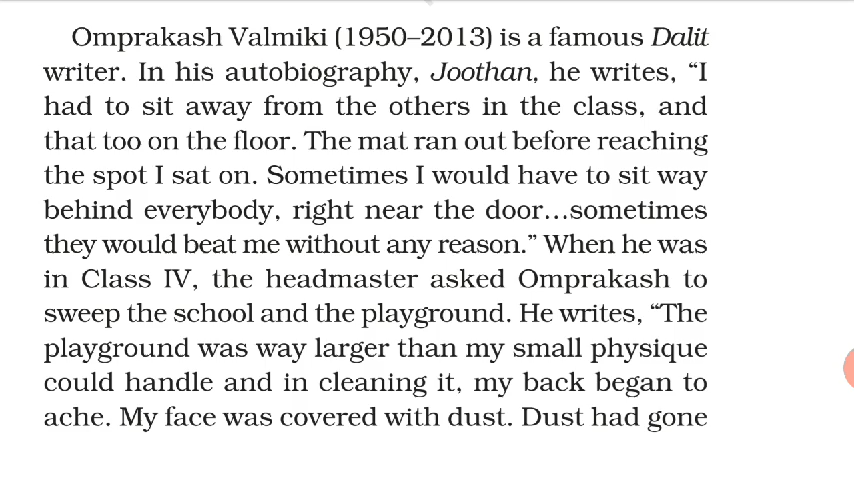 Omprakash Valmiki (1950–2013) is a famous Dalit
writer. In his autobiography, Joothan, he writes, “I
had to sit away from the others in the class, and
that too on the floor. The mat ran out before reaching
the spot I sat on. Sometimes I would have to sit way
behind everybody, right near the door...sometimes
they would beat me without any reason.” When he was
in Class IV, the headmaster asked Omprakash to
sweep the school and the playground. He writes, “The
playground was way larger than my small physique
could handle and in cleaning it, my back began to
ache. My face was covered with dust. Dust had gone